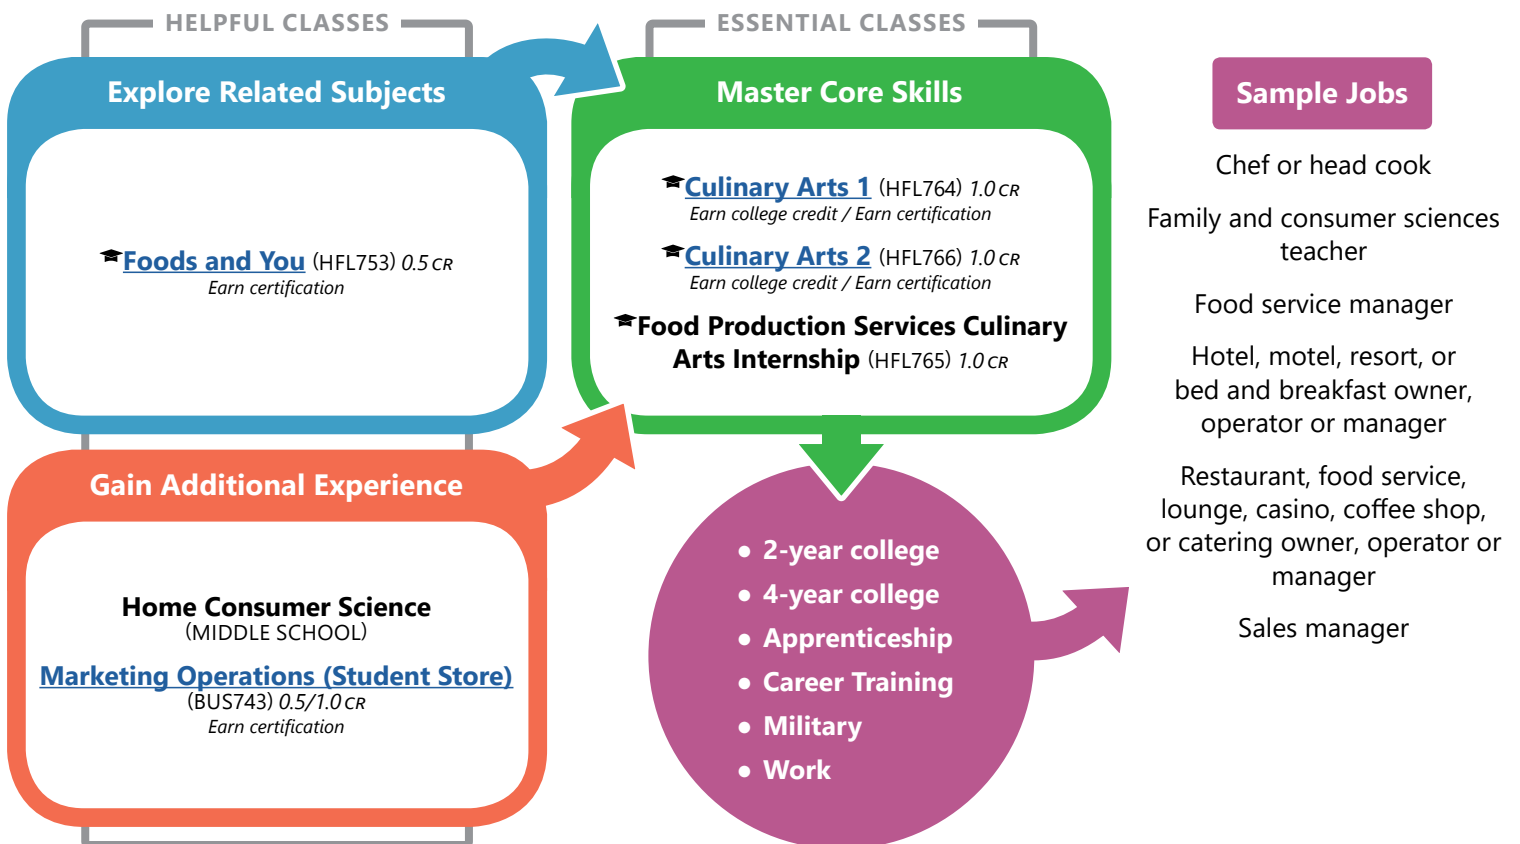 HELPFUL CLASSES
Explore Related Subjects
Foods and You (HFL753) 0.5 CR
Earn certification
Gain Additional Experience
Home Consumer Science
(MIDDLE SCHOOL)
Marketing Operations (Student Store)
(BUS743) 0.5/1.0 CR
Earn certification
ESSENTIAL CLASSES
Master Core Skills
Culinary Arts 1 (HFL764) 1.0 CR
Earn college credit / Earn certification
Culinary Arts 2 (HFL766) 1.0 CR
Earn college credit / Earn certification
Food Production Services Culinary
Arts Internship (HFL765) 1.0 CR
• 2-year college
• 4-year college
• Apprenticeship
• Career Training
• Military
• Work
Sample Jobs
Chef or head cook
Family and consumer sciences
teacher
Food service manager
Hotel, motel, resort, or
bed and breakfast owner,
operator or manager
Restaurant, food service,
lounge, casino, coffee shop,
or catering owner, operator or
manager
Sales manager